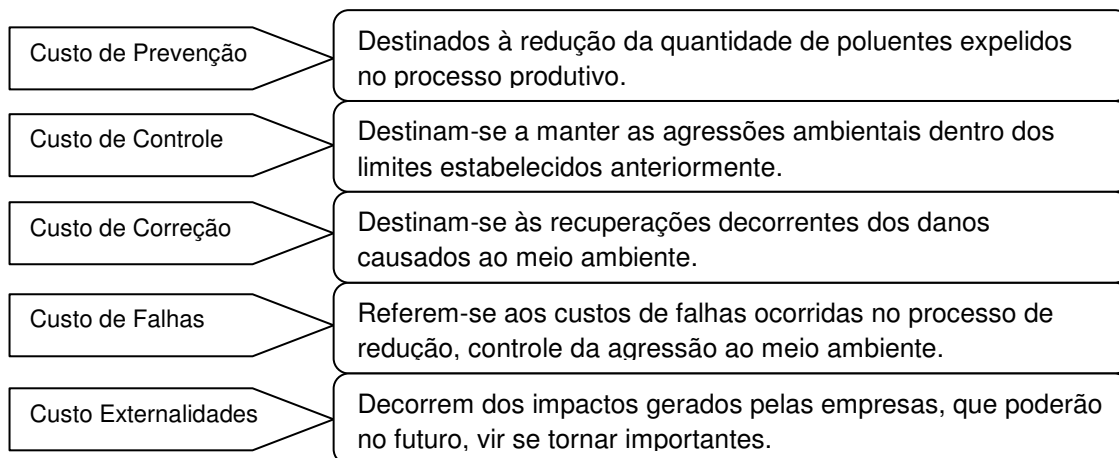 Custo de Prevenção
Destinados à redução da quantidade de poluentes expelidos
no processo produtivo.
Custo de Controle
Destinam-se a manter as agressões ambientais dentro dos
limites estabelecidos anteriormente.
Custo de Correção
Destinam-se às recuperações decorrentes dos danos
causados ao meio ambiente.
Custo de Falhas
Referem-se aos custos de falhas ocorridas no processo de
redução, controle da agressão ao meio ambiente.
Custo Externalidades
Decorrem dos impactos gerados pelas empresas, que poderão
no futuro, vir se tornar importantes.